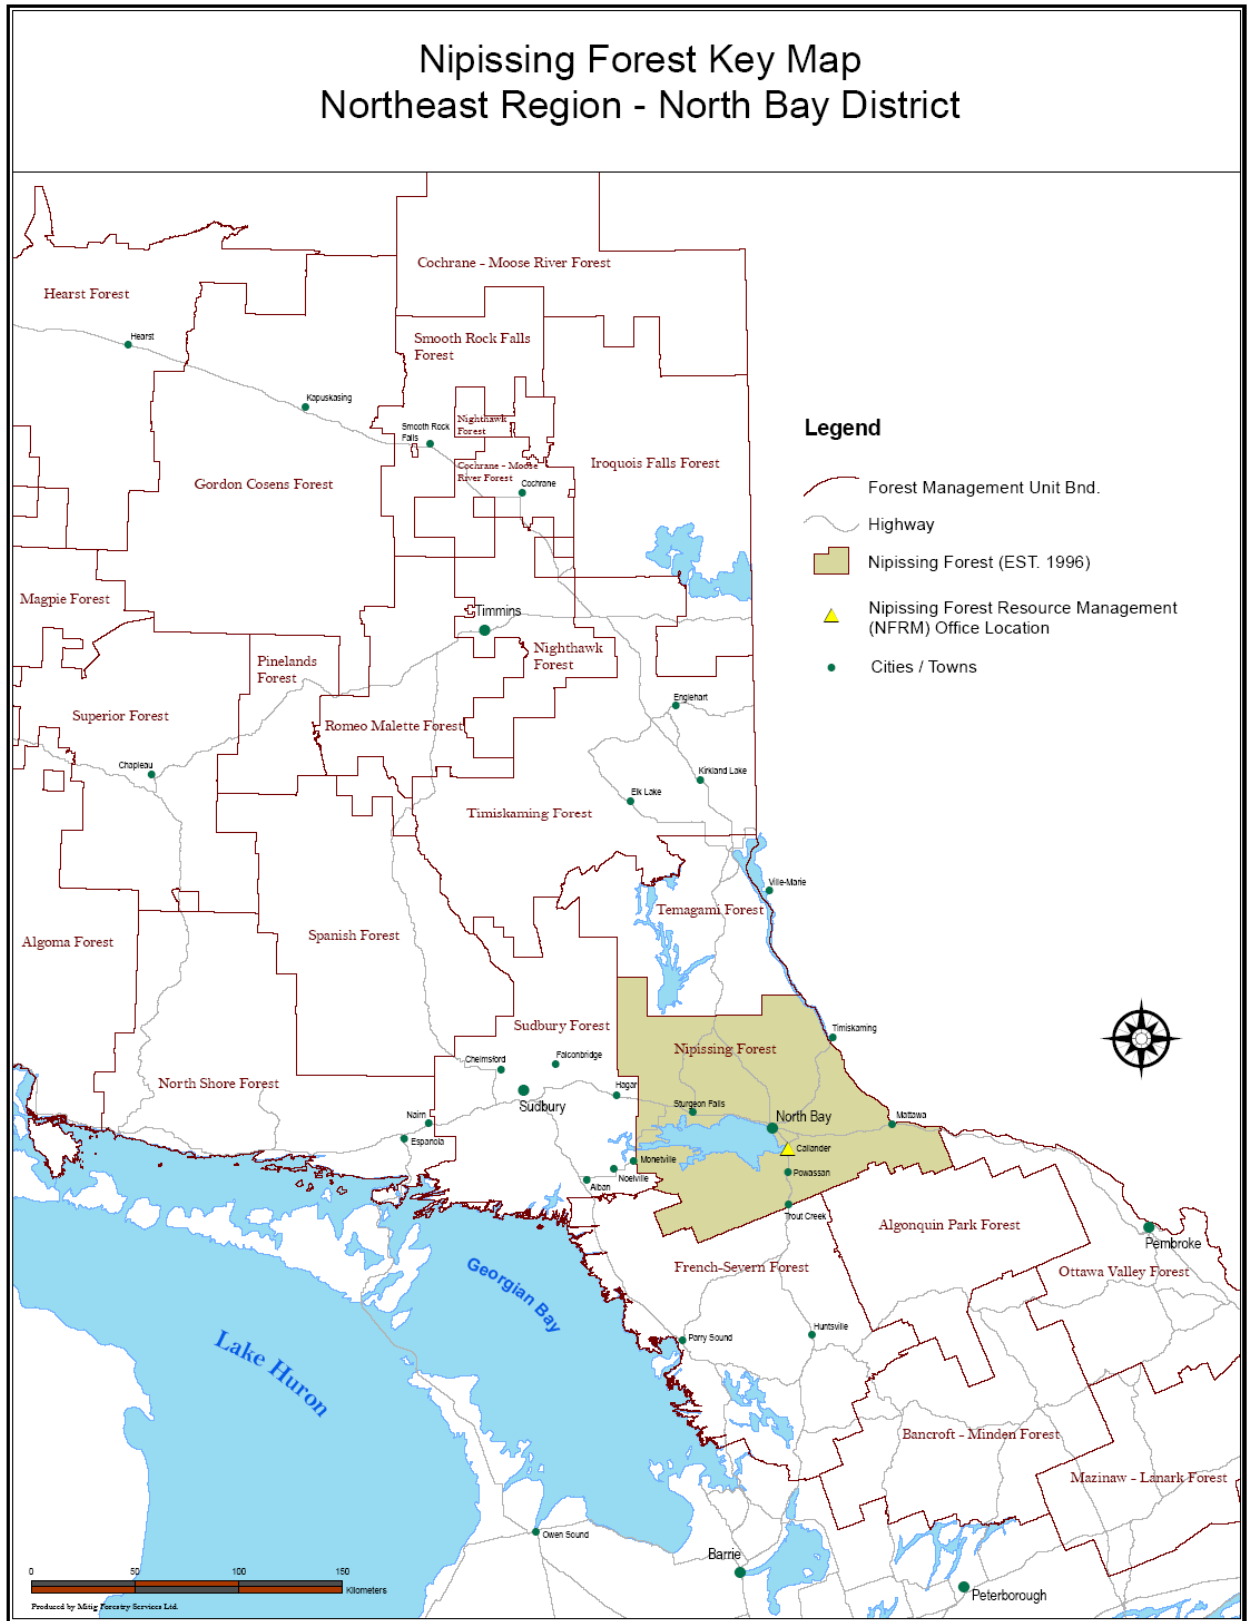 Nipissing Forest Key Map
Northeast Region - North Bay District
Cochrane - Moose River Forest
Hearst Forest
Hearst
Smooth Rock Falls
Forest
Kapuskasing
Nighthawk
Forest
Smooth Rock
Falls
Legend
Iroquois Falls Forest
Cochrane - Moose
River Forest
Gordon Cosens Forest
Cochrane
Forest Management Unit Bnd.
Highway
Nipissing Forest (EST. 1996)
Magpie Forest
Timmins
Nipissing Forest Resource Management
(NFRM) Office Location
Nighthawk
Forest
Pinelands
Forest
Cities / Towns
Englehart
Superior Forest
Romeo Malette Forest
Chapleau
Kirkland Lake
Elk Lake
Timiskaming Forest
Ville-Marie
Temagami Forest
Algoma Forest
Spanish Forest
Sudbury Forest
Timiskaming
Nipissing Forest
Chelmsford
Falconbridge
North Shore Forest
Hagar
Sudbury
Sturgeon Falls
Nairn
North Bay
Mattawa
Espanola
Callander
Monetville
Noelville
Powassan
Alban
Trout Creek
Algonquin Park Forest
Pembroke
French-Severn Forest
Ottawa Valley Forest
Georgian Bay
Huntsville
Parry Sound
Lake Huron
Bancroft - Minden Forest
Mazinaw - Lanark Forest
Owen Sound
Barrie
0 50 100 150
Kilometers
Peterborough
Produced by Mitig Forestry Services Ltd.